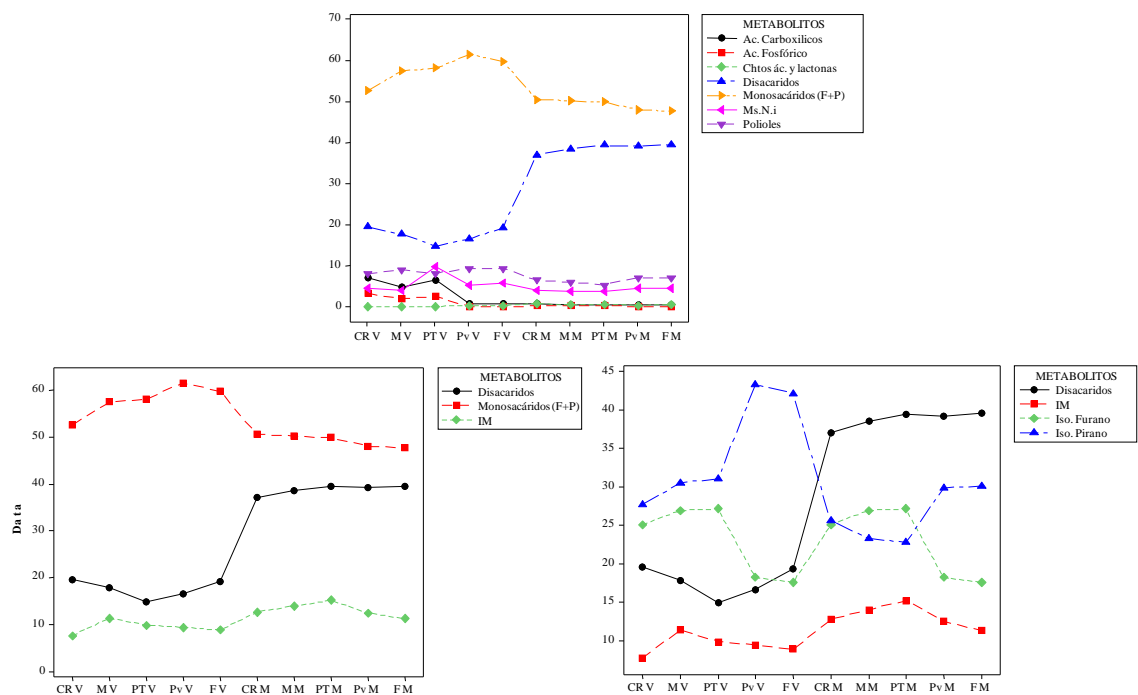 70
60
50
40
30
20
10
0
CR V M V PT V Pv V F V CR M M M PT M Pv M F M
METABOLITOS
Ac. Carboxilicos
Ac. Fosfórico
Chtos ác. y lactonas
Disacaridos
Monosacáridos (F+P)
Ms.N.i
Polioles
Data
60
50
40
30
20
10
0
CR V M V PT V Pv V F V CR M M M PT M Pv M F M
METABOLITOS
Disacaridos
Monosacáridos (F+P)
IM
45
40
35
30
25
20
15
10
CR V M V PT V Pv V F V CR M M M PT M Pv M F M
METABOLITOS
Disacaridos
IM
Iso. Furano
Iso. Pirano